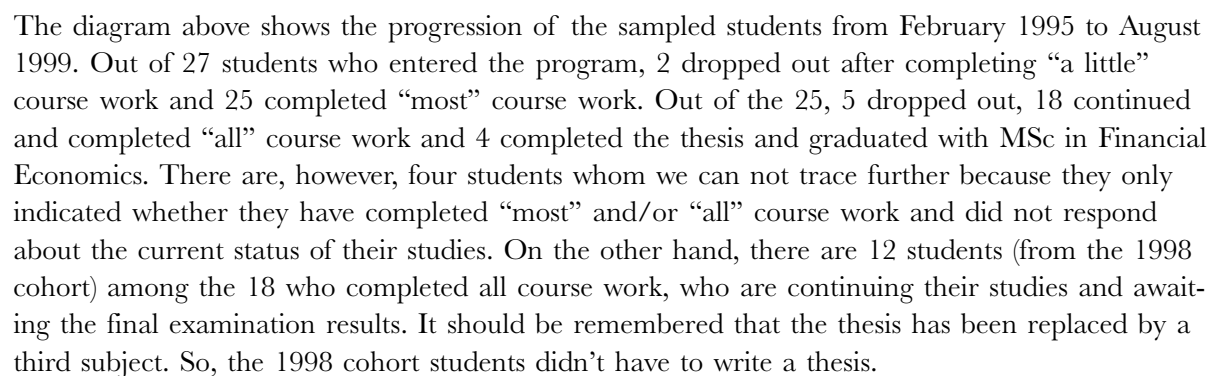 The diagram above shows the progression of the sampled students from February 1995 to August
1999. Out of 27 students who entered the program, 2 dropped out after completing “a little”
course work and 25 completed “most” course work. Out of the 25, 5 dropped out, 18 continued
and completed “all” course work and 4 completed the thesis and graduated with MSc in Financial
Economics. There are, however, four students whom we can not trace further because they only
indicated whether they have completed “most” and/or “all” course work and did not respond
about the current status of their studies. On the other hand, there are 12 students (from the 1998
cohort) among the 18 who completed all course work, who are continuing their studies and await-
ing the final examination results. It should be remembered that the thesis has been replaced by a
third subject. So, the 1998 cohort students didn’t have to write a thesis.